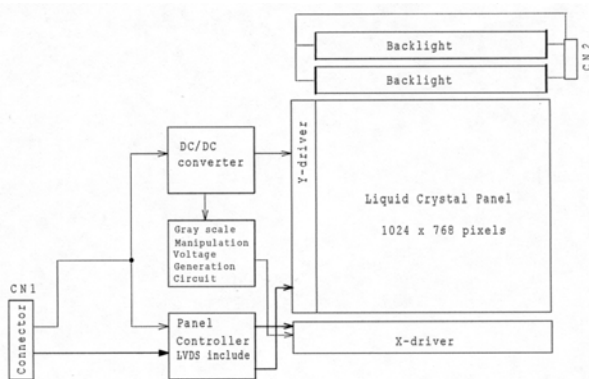 Backlight
CN2
Backlight
DC/DC
converter
Y-driver
Liquid Crystal Panel
1024 x 768 pixels
Gray scale
Manipulation
Voltage
Generation
Circuit
CN1
Connector
Panel
Controller
LVDS include
X-driver